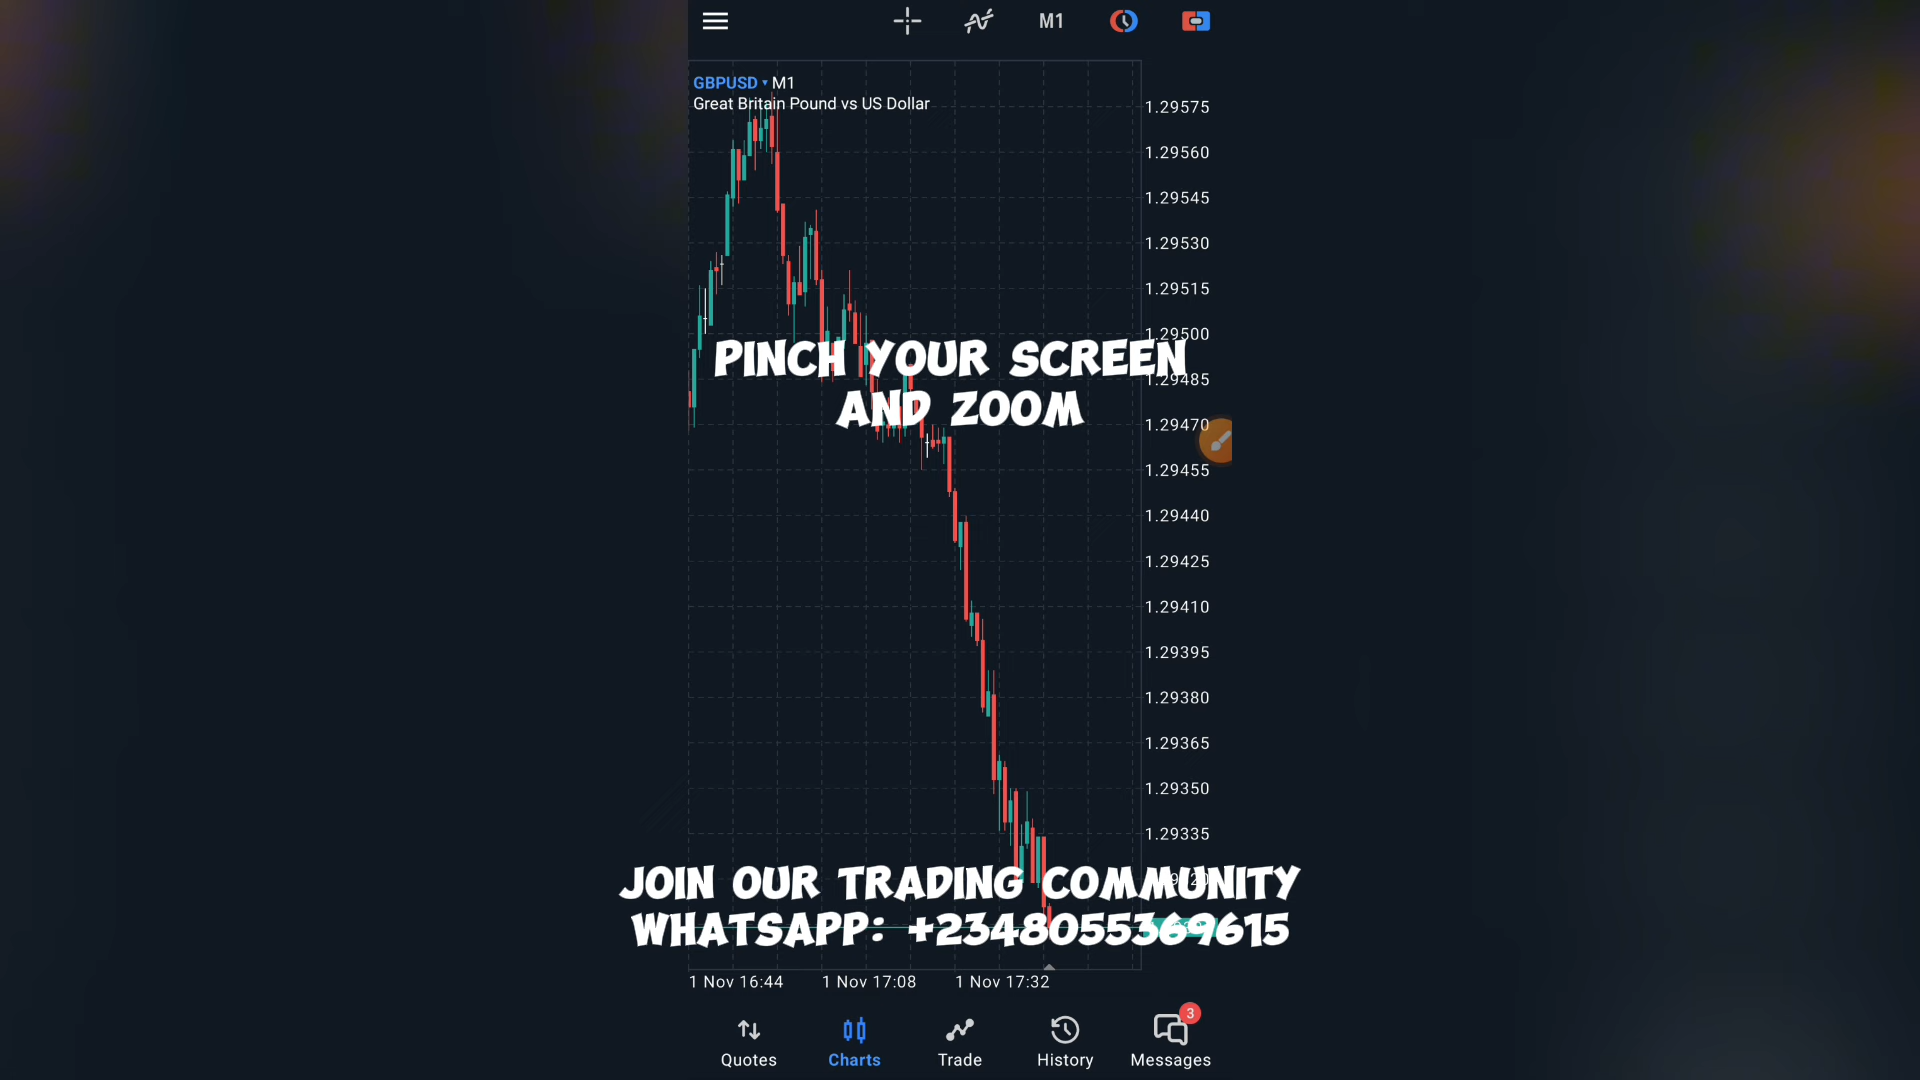 M1
GBPUSD M1
Great Britain Pound vs US Dollar
1.29575
1.29560
1.29545
1.29530
1.29515
1.29500
PINCH YOUR SCREEN
1.29485
AND ZOOM
1.29470
1.29455
1.29440
1.29425
1.29410
1.29395
1.29380
1.29365
1.29350
1.29335
JOIN OUR TRADING COMMUNITY
WHATSAPP: +2348055369615
1 Nov 16:44 1 Nov 17:08 1 Nov 17:32
3
Quotes Charts Trade History Messages